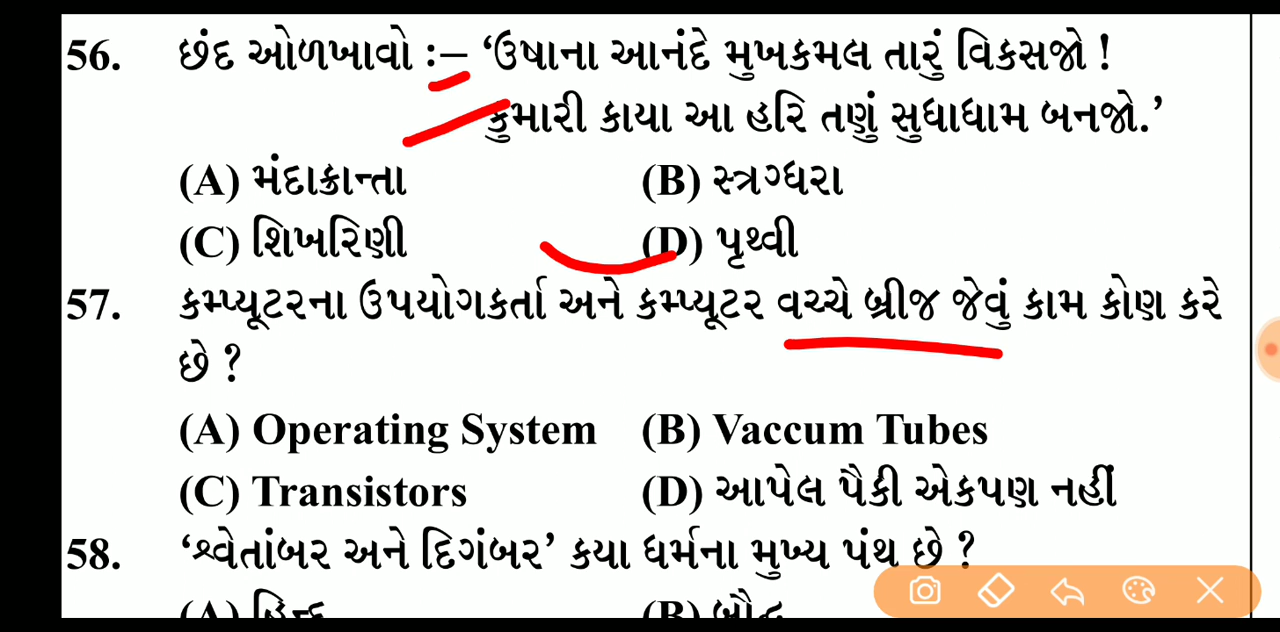 56. છંદ ઓળખાવો :– ‘ઉષાના આનંદે મુખકમલ તારું વિકસજો !
કુમારી કાયા આ હરિ તણું સુધાધામ બનજો.’
(A) મંદાક્રાન્તા (B) સ્ત્રગ્ધરા
(C) શિખરિણી (D) પૃથ્વી
57. કમ્પ્યૂટરના ઉપયોગકર્તા અને કમ્પ્યૂટર વચ્ચે બ્રીજ જેવું કામ કોણ કરે
છે ?
(A) Operating System (B) Vaccum Tubes
(C) Transistors (D) આપેલ પૈકી એકપણ નહીં
58. ‘શ્વેતાંબર અને દિગંબર’ કયા ધર્મના મુખ્ય પંથ છે ?
(A) હિન્દુ (B) બૌદ્ધ